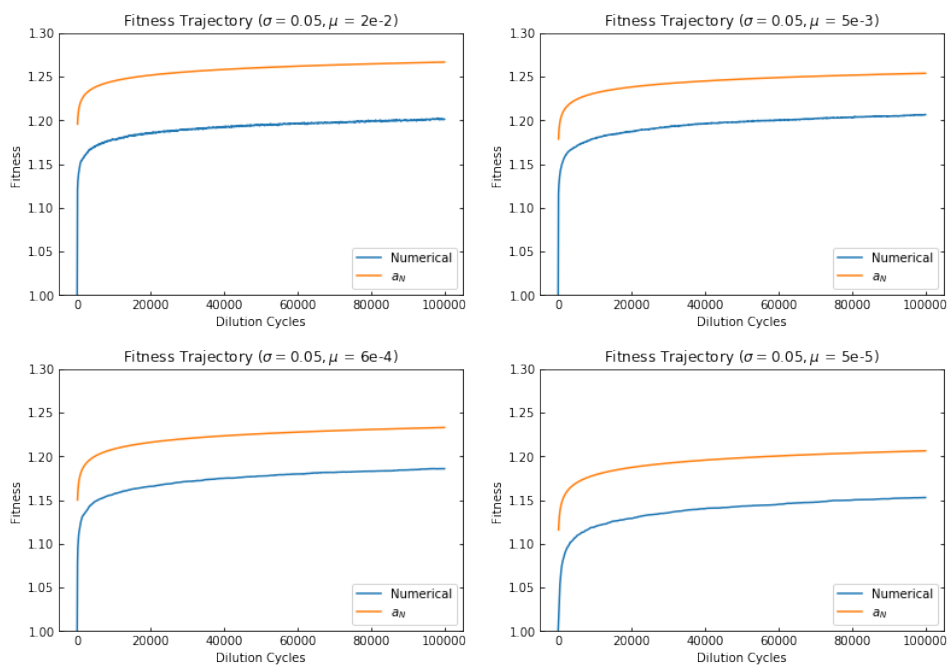 Fitness Trajectory (σ = 0.05, μ = 2e-2)
1.30
1.25
1.20
1.15
1.10
1.05
1.00
Fitness
0 20000 40000 60000 80000 100000
Dilution Cycles
Numerical
a_N
Fitness Trajectory (σ = 0.05, μ = 5e-3)
1.30
1.25
1.20
1.15
1.10
1.05
1.00
Fitness
0 20000 40000 60000 80000 100000
Dilution Cycles
Numerical
a_N
Fitness Trajectory (σ = 0.05, μ = 6e-4)
1.30
1.25
1.20
1.15
1.10
1.05
1.00
Fitness
0 20000 40000 60000 80000 100000
Dilution Cycles
Numerical
a_N
Fitness Trajectory (σ = 0.05, μ = 5e-5)
1.30
1.25
1.20
1.15
1.10
1.05
1.00
Fitness
0 20000 40000 60000 80000 100000
Dilution Cycles
Numerical
a_N